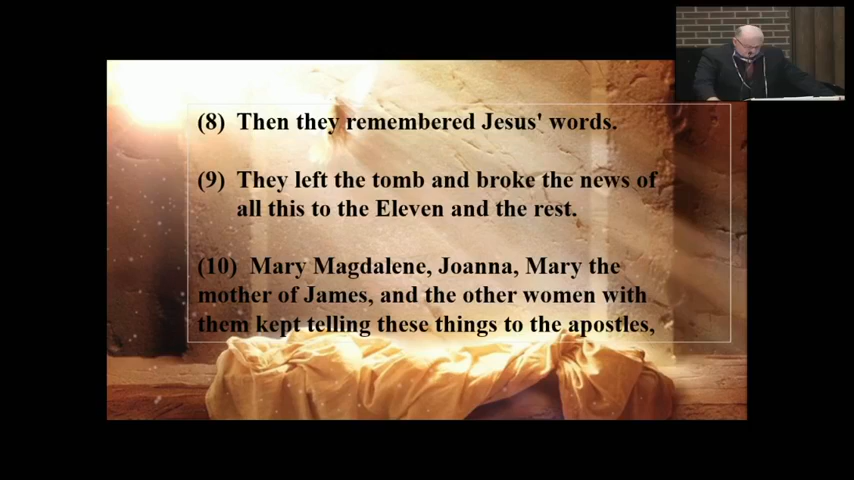 (8) Then they remembered Jesus' words.
(9) They left the tomb and broke the news of
all this to the Eleven and the rest.
(10) Mary Magdalene, Joanna, Mary the
mother of James, and the other women with
them kept telling these things to the apostles,